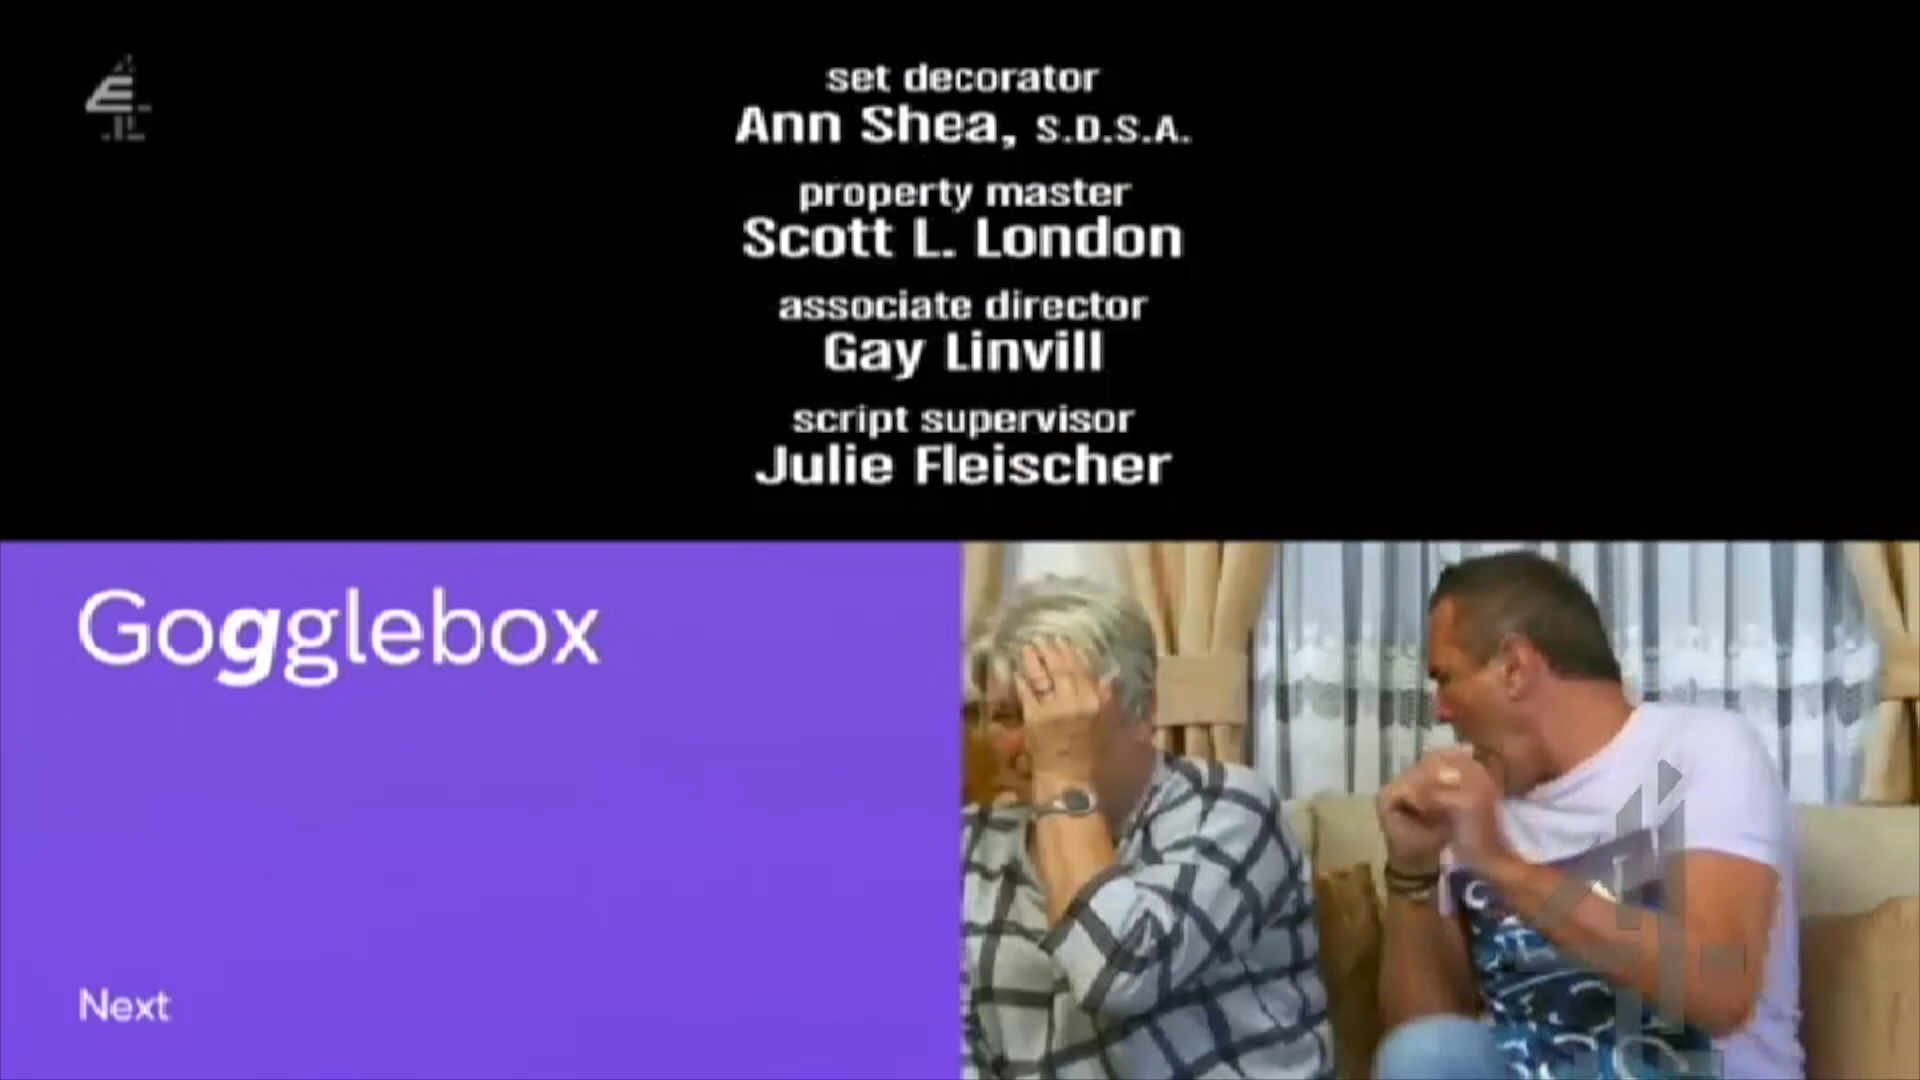 set decorator
Ann Shea, S.D.S.A.
property master
Scott L. London
associate director
Gay Linvill
script supervisor
Julie Fleischer
Gogglebox
Next